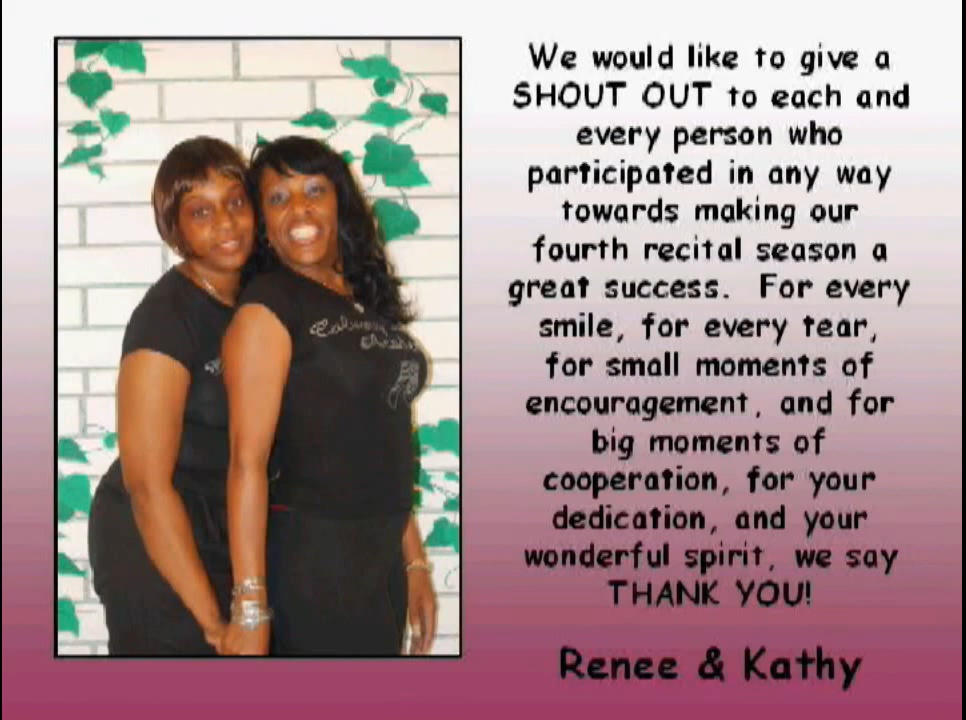 We would like to give a
SHOUT OUT to each and
every person who
participated in any way
towards making our
fourth recital season a
great success. For every
smile, for every tear,
for small moments of
encouragement, and for
big moments of
cooperation, for your
dedication, and your
wonderful spirit, we say
THANK YOU!
Renee & Kathy